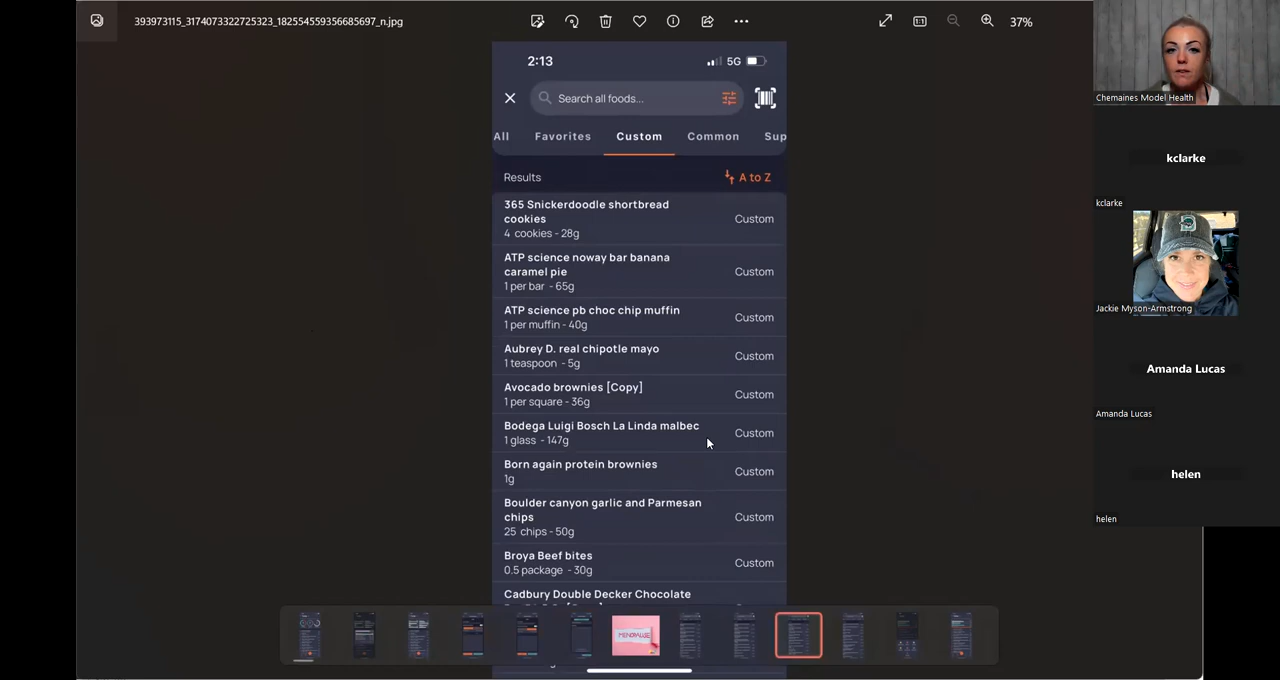 393973115_3174073322725323_182554559356685697_n.jpg
37%
2:13
5G
Search all foods...
All Favorites Custom Common Sup
Results
A to Z
365 Snickerdoodle shortbread
cookies
4 cookies - 28g
Custom
ATP science noway bar banana
caramel pie
1 per bar - 65g
Custom
ATP science pb choc chip muffin
1 per muffin - 40g
Custom
Aubrey D. real chipotle mayo
1 teaspoon - 5g
Custom
Avocado brownies [Copy]
1 per square - 36g
Custom
Bodega Luigi Bosch La Linda malbec
1 glass - 147g
Custom
Born again protein brownies
1g
Custom
Boulder canyon garlic and Parmesan
chips
25 chips - 50g
Custom
Broya Beef bites
0.5 package - 30g
Custom
Cadbury Double Decker Chocolate
MENOPAUSE
Chemaines Model Health
kclarke
kclarke
Jackie Myson-Armstrong
Amanda Lucas
Amanda Lucas
helen
helen